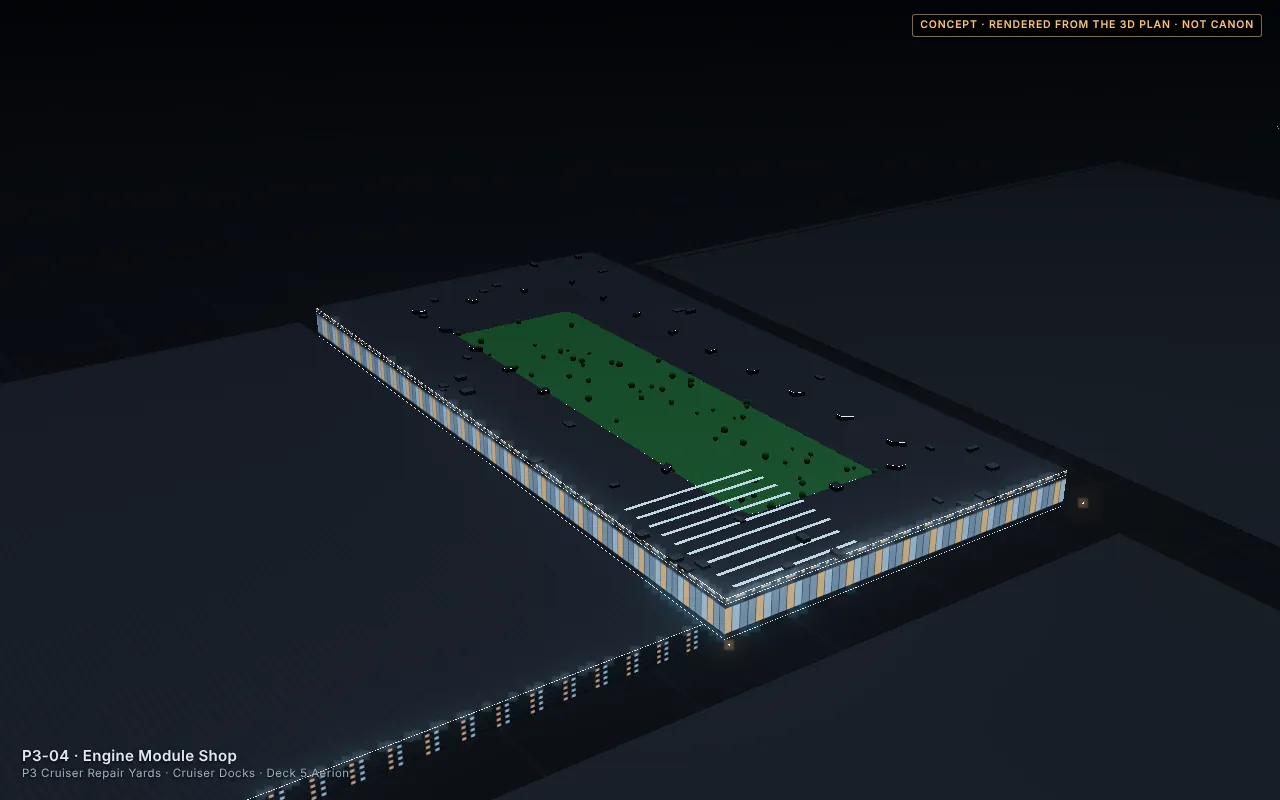 CONCEPT · RENDERED FROM THE 3D PLAN · NOT CANON
P3-04 · Engine Module Shop
P3 Cruiser Repair Yards · Cruiser Docks · Deck 5 Aerion